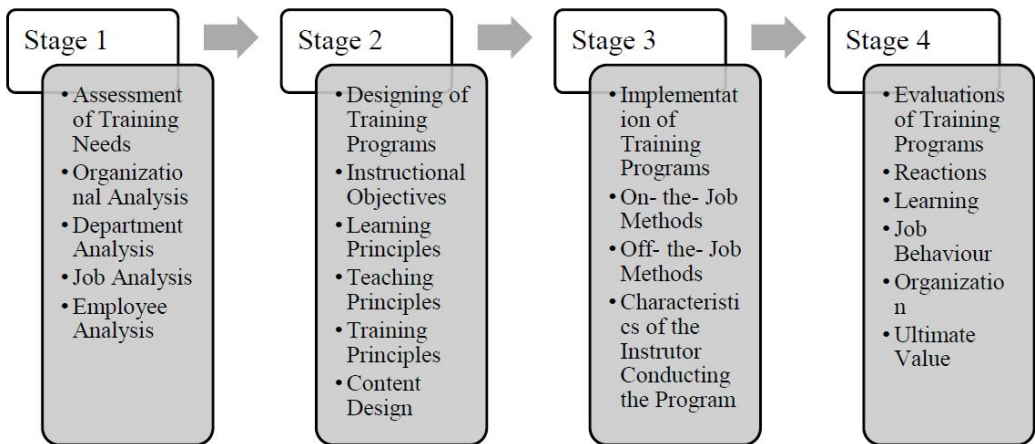 Stage 1
• Assessment
of Training
Needs
• Organizatio
nal Analysis
• Department
Analysis
• Job Analysis
• Employee
Analysis
Stage 2
• Designing of
Training
Programs
• Instructional
Objectives
• Learning
Principles
• Teaching
Principles
• Training
Principles
• Content
Design
Stage 3
• Implementat
ion of
Training
Programs
• On- the- Job
Methods
• Off- the- Job
Methods
• Characteristi
cs of the
Instrutor
Conducting
the Program
Stage 4
• Evaluations
of Training
Programs
• Reactions
• Learning
• Job
Behaviour
• Organizatio
n
• Ultimate
Value